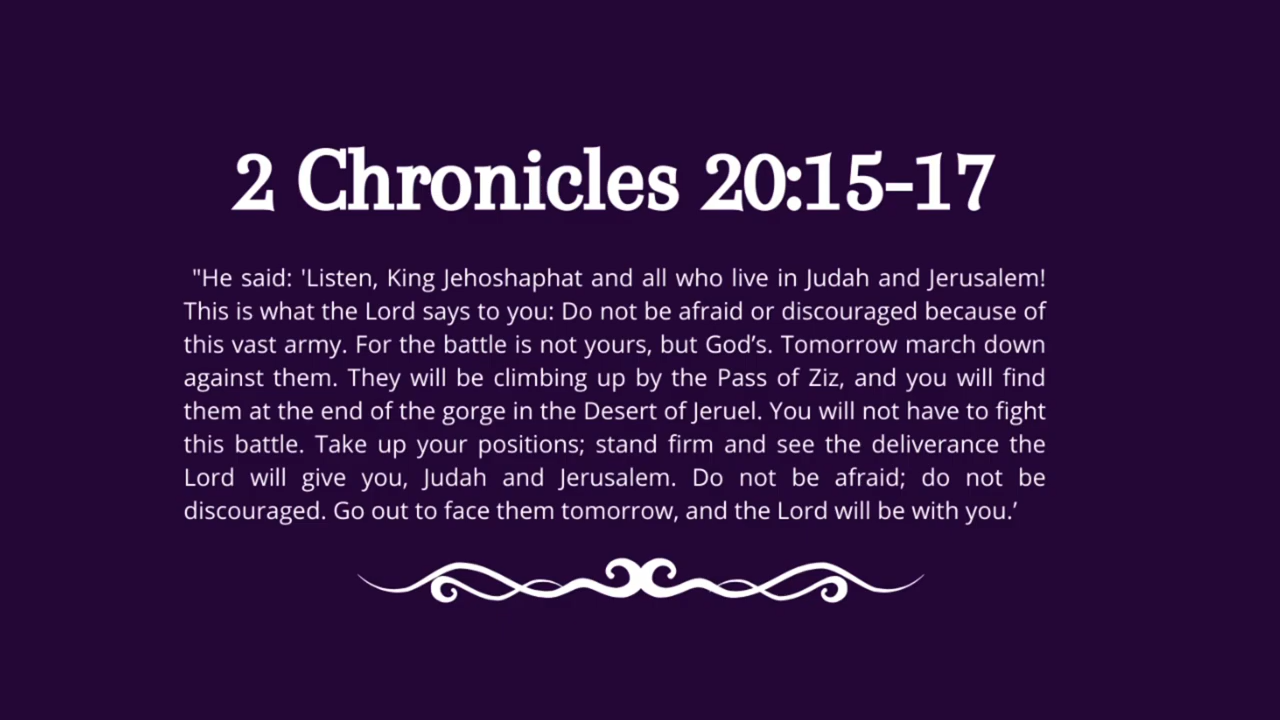 2 Chronicles 20:15-17
"He said: 'Listen, King Jehoshaphat and all who live in Judah and Jerusalem!
This is what the Lord says to you: Do not be afraid or discouraged because of
this vast army. For the battle is not yours, but God’s. Tomorrow march down
against them. They will be climbing up by the Pass of Ziz, and you will find
them at the end of the gorge in the Desert of Jeruel. You will not have to fight
this battle. Take up your positions; stand firm and see the deliverance the
Lord will give you, Judah and Jerusalem. Do not be afraid; do not be
discouraged. Go out to face them tomorrow, and the Lord will be with you.’